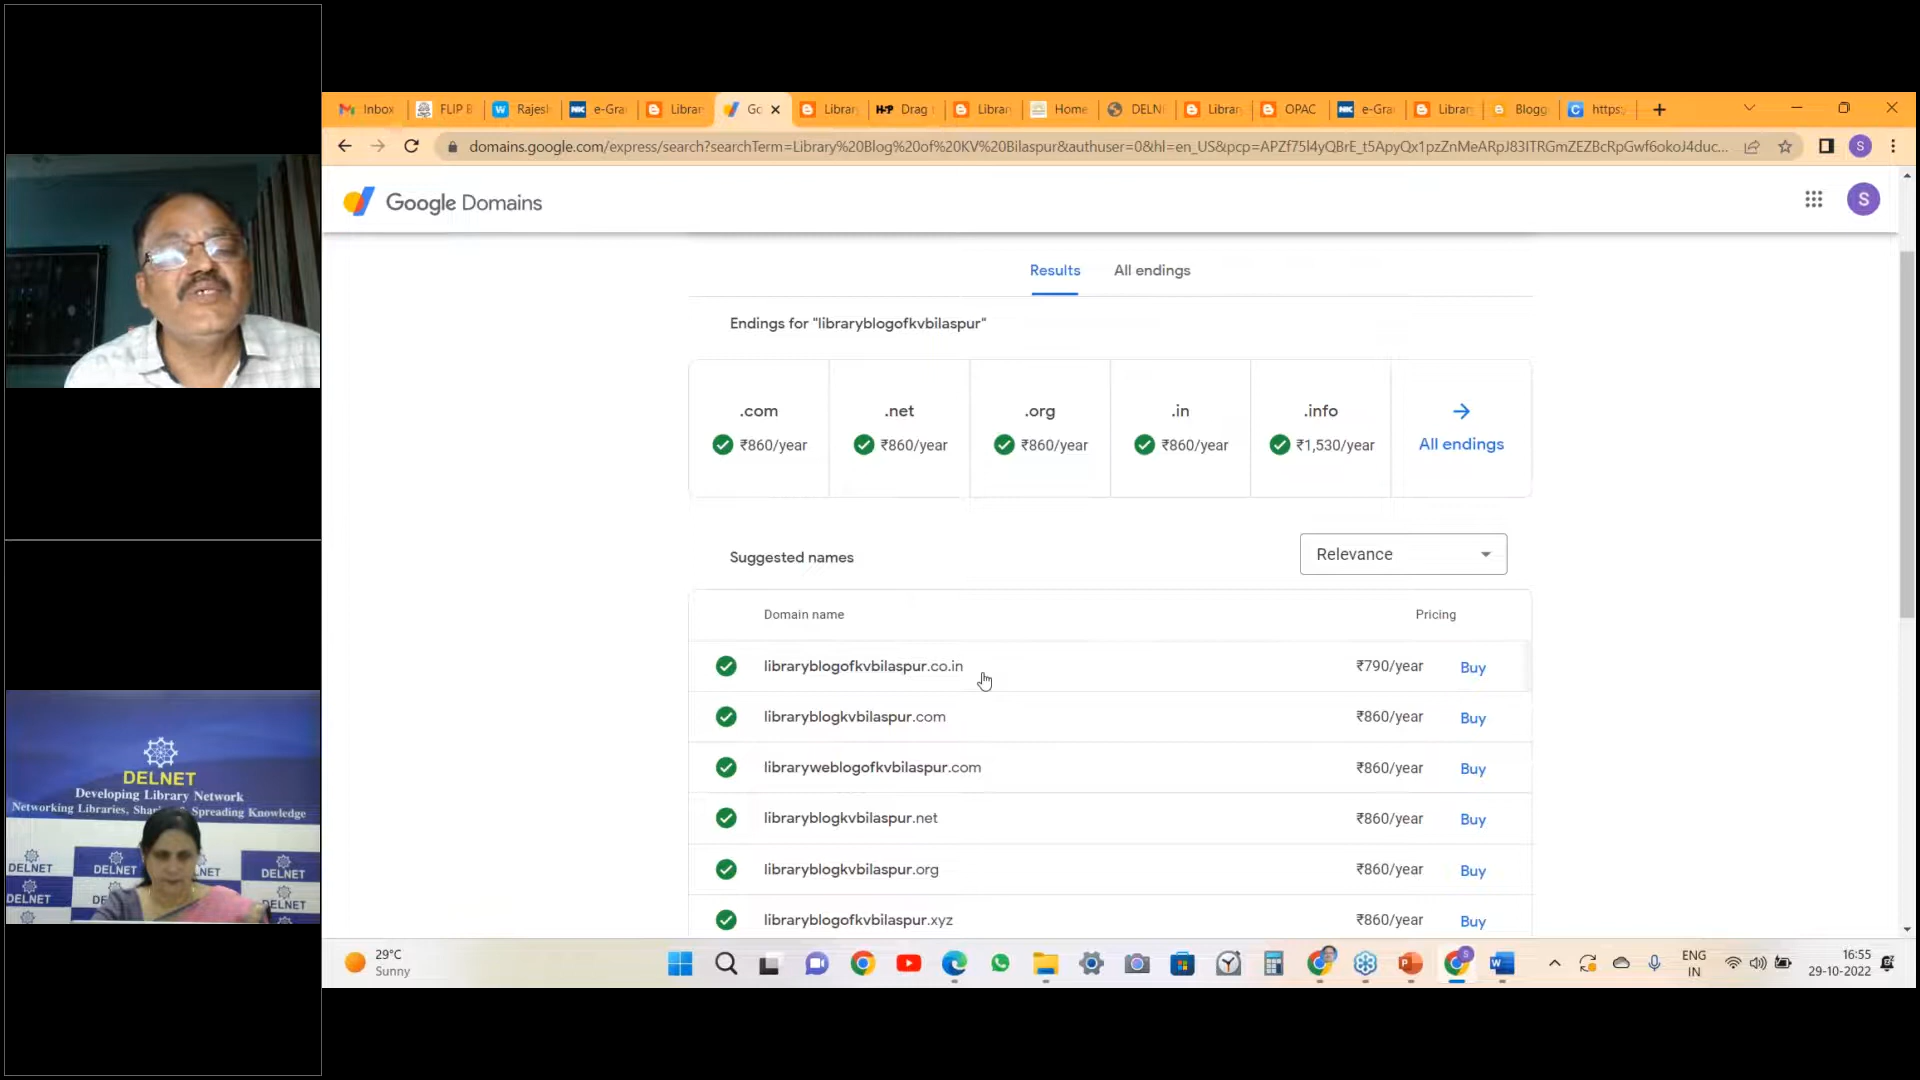 Inbox
FLIP B
Rajesh
e-Gra
Librar
Go
Librar
H-P Drag
Librar
Home
DELN
Librar
OPAC
e-Gra
Librar
Blogg
https:
domains.google.com/express/search?searchTerm=Library%20Blog%20of%20KV%20Bilaspur&authuser=0&hl=en_US&pcp=
S
Google Domains
S
Results
All endings
Endings for "libraryblogofkvbilaspur"
.com
.net
.org
.in
.info
₹860/year
₹860/year
₹860/year
₹860/year
₹1,530/year
All endings
Suggested names
Relevance
Domain name
Pricing
libraryblogofkvbilaspur.co.in
₹790/year
Buy
libraryblogkvbilaspur.com
₹860/year
Buy
libraryweblogofkvbilaspur.com
₹860/year
Buy
libraryblogkvbilaspur.net
₹860/year
Buy
libraryblogkvbilaspur.org
₹860/year
Buy
libraryblogofkvbilaspur.xyz
₹860/year
Buy
29°C
Sunny
ENG
IN
16:55
29-10-2022
DELNET
Developing Library Network
Networking Libraries,
Spreading Knowledge
DELNET
DELNET
DELNET
DELNET